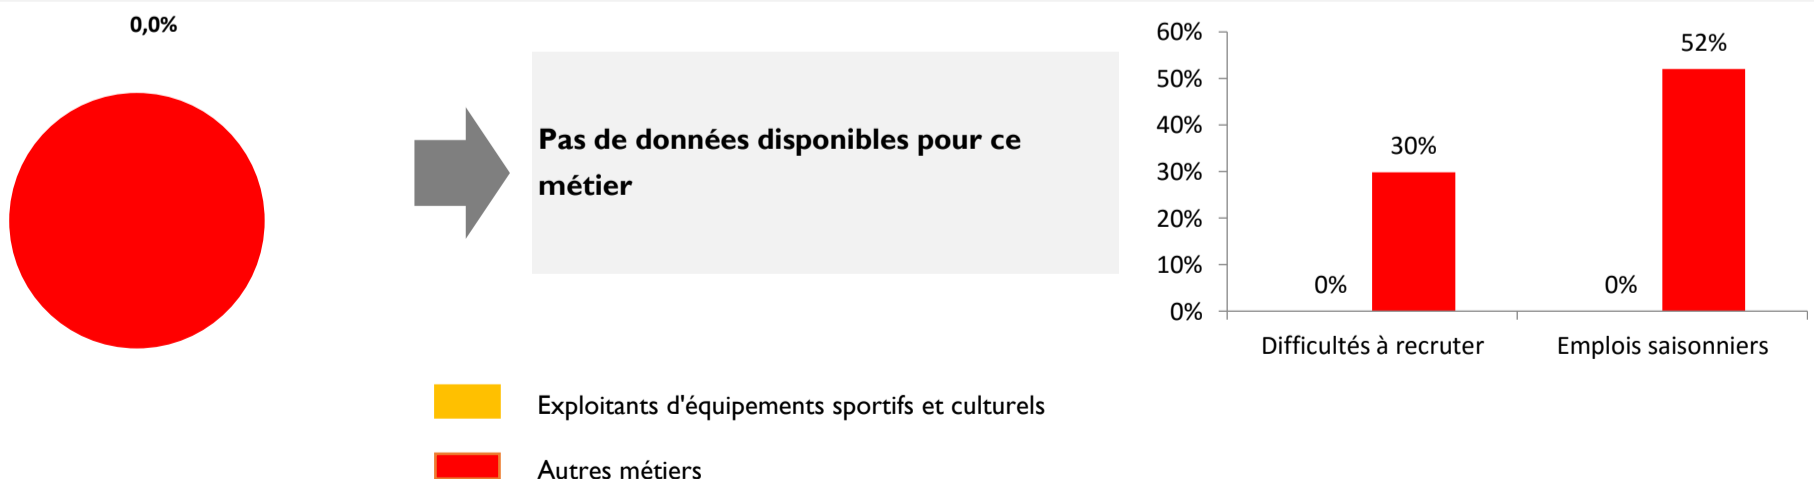 0,0%
Pas de données disponibles pour ce
métier
Exploitants d'équipements sportifs et culturels
Autres métiers
60%
50%
40%
30%
20%
10%
0%
52%
30%
0%
0%
Difficultés à recruter
Emplois saisonniers